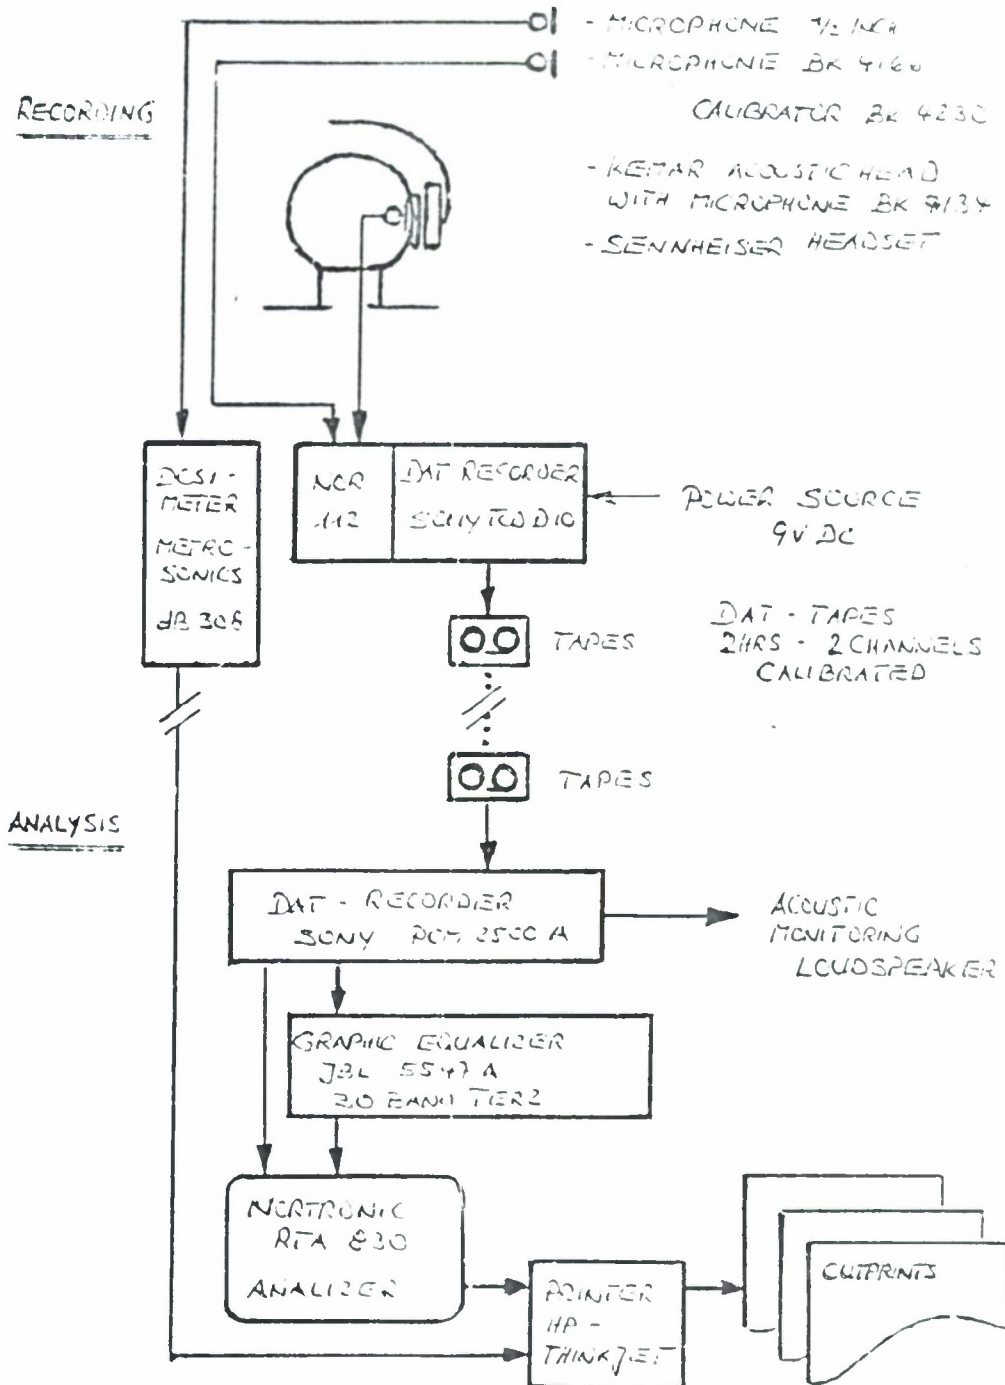 - MICROPHONE 1/2 INCH
- MICROPHONE BK 4160
RECORDING
CALIBRATOR BK 4230
- KEMAR ACOUSTIC HEAD
WITH MICROPHONE BK 4134
- SENNHEISER HEADSET
DOSI-
METER
METRO-
SONICS
dB 306
NOR
112
DAT RECORDER
SONY TCD D10
POWER SOURCE
9V DC
TAPES
DAT - TAPES
2HRS - 2 CHANNELS
CALIBRATED
TAPES
ANALYSIS
DAT - RECORDER
SONY PCM 2500 A
ACOUSTIC
MONITORING
LOUDSPEAKER
GRAPHIC EQUALIZER
JBL 5547 A
30 BAND
NORTRONIC
RTA 830
ANALIZER
PRINTER
HP -
THINKJET
OUTPRINTS